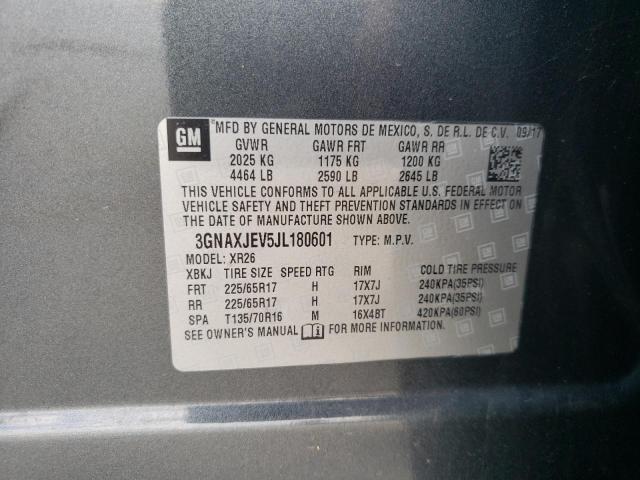 GM
MFD BY GENERAL MOTORS DE MEXICO, S. DE R.L. DE C.V. 09/17
GVWR GAWR FRT GAWR RR
2025 KG 1175 KG 1200 KG
4464 LB 2590 LB 2645 LB
THIS VEHICLE CONFORMS TO ALL APPLICABLE U.S. FEDERAL MOTOR
VEHICLE SAFETY AND THEFT PREVENTION STANDARDS IN EFFECT ON
THE DATE OF MANUFACTURE SHOWN ABOVE.
3GNAXJEV5JL180601 TYPE: M.P.V.
MODEL: XR26
XBKJ TIRE SIZE SPEED RTG RIM COLD TIRE PRESSURE
FRT 225/65R17 H 17X7J 240KPA(35PSI)
RR 225/65R17 H 17X7J 240KPA(35PSI)
SPA T135/70R16 M 16X4BT 420KPA(60PSI)
SEE OWNER'S MANUAL FOR MORE INFORMATION.